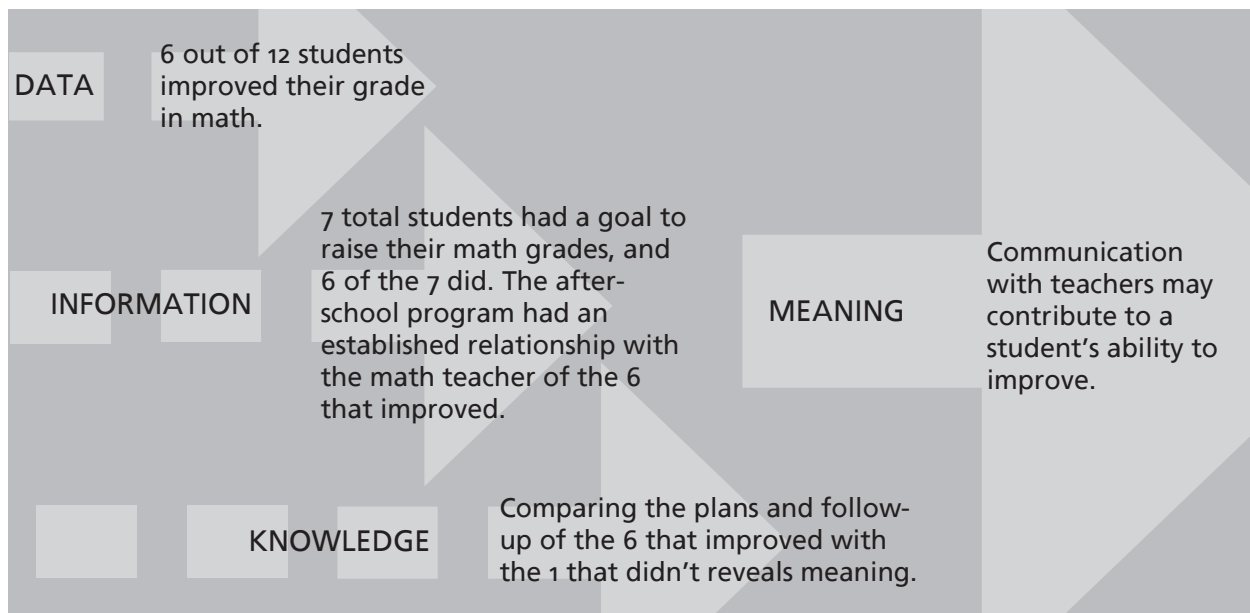 DATA
6 out of 12 students
improved their grade
in math.
INFORMATION
7 total students had a goal to
raise their math grades, and
6 of the 7 did. The after-
school program had an
established relationship with
the math teacher of the 6
that improved.
KNOWLEDGE
Comparing the plans and follow-
up of the 6 that improved with
the 1 that didn’t reveals meaning.
MEANING
Communication
with teachers may
contribute to a
student’s ability to
improve.